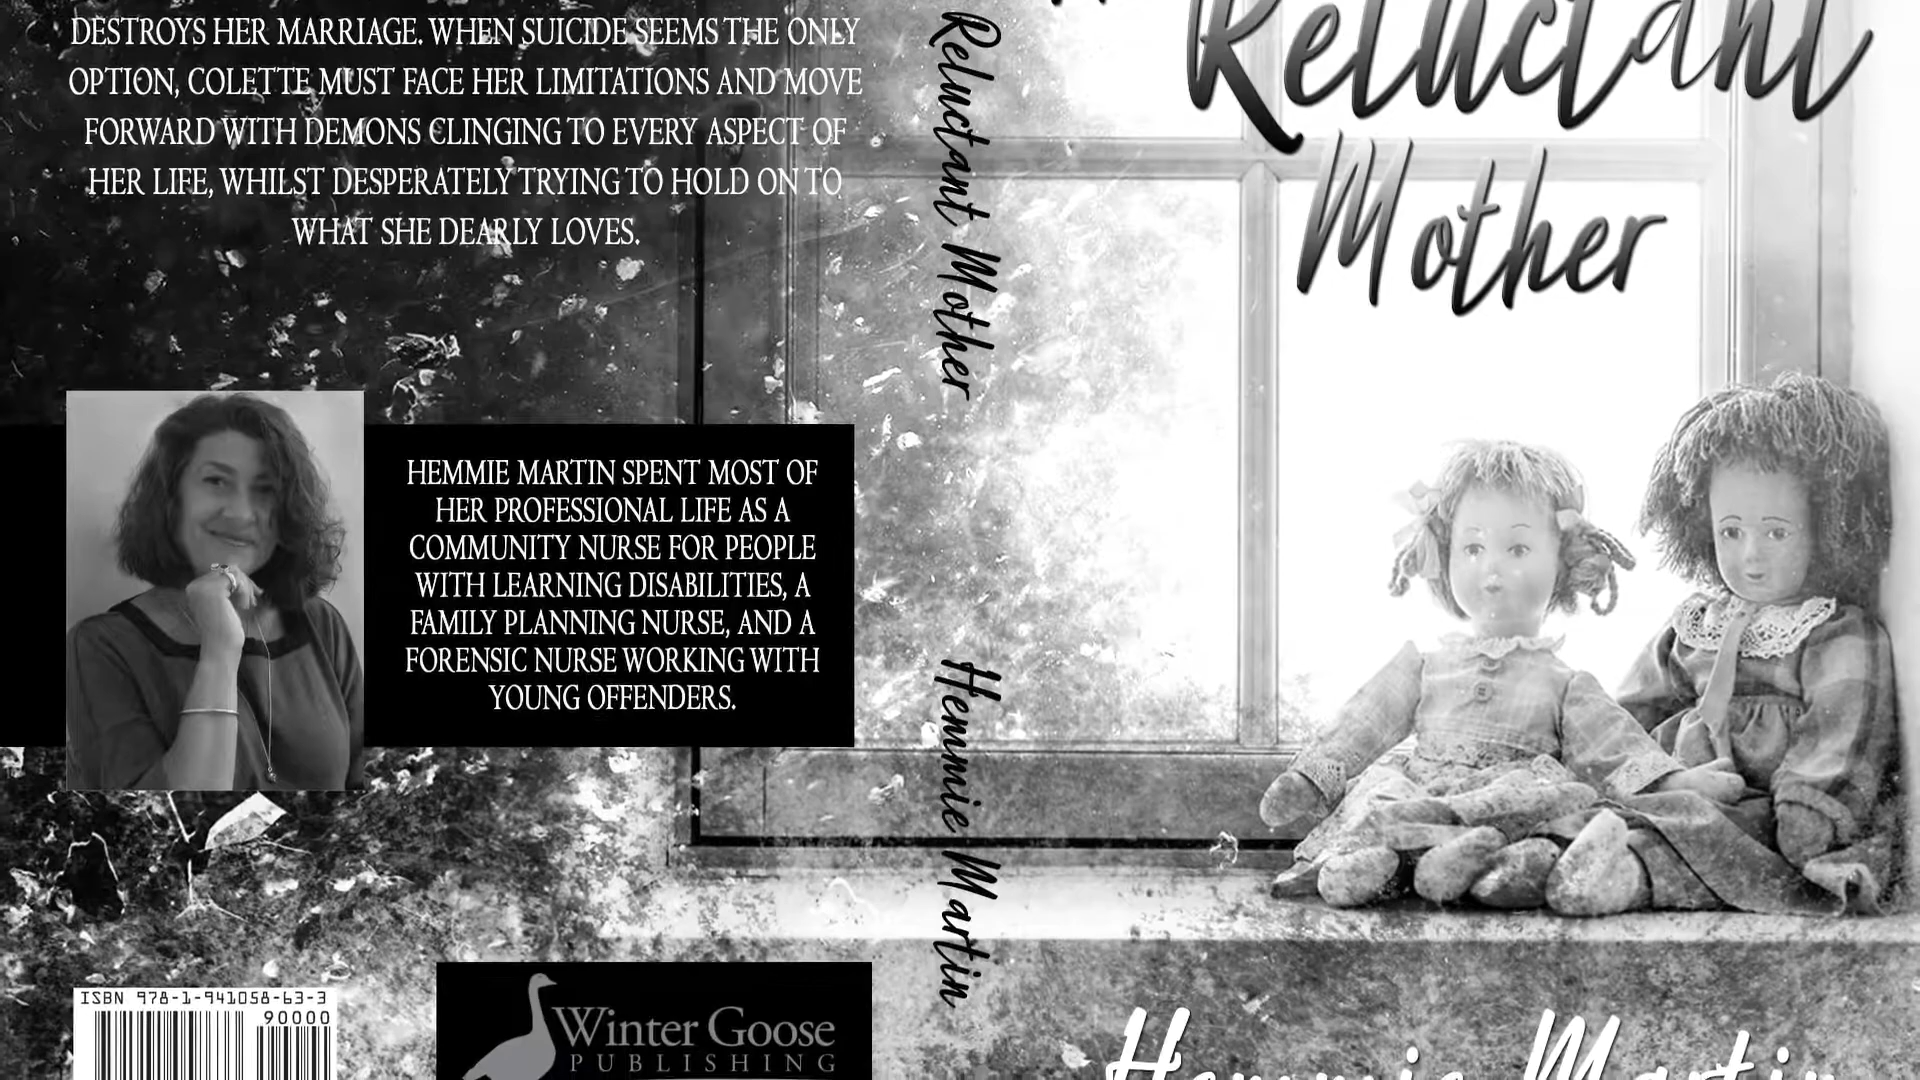 DESTROYS HER MARRIAGE. WHEN SUICIDE SEEMS THE ONLY
OPTION, COLETTE MUST FACE HER LIMITATIONS AND MOVE
FORWARD WITH DEMONS CLINGING TO EVERY ASPECT OF
HER LIFE, WHILST DESPERATELY TRYING TO HOLD ON TO
WHAT SHE DEARLY LOVES.
HEMMIE MARTIN SPENT MOST OF
HER PROFESSIONAL LIFE AS A
COMMUNITY NURSE FOR PEOPLE
WITH LEARNING DISABILITIES, A
FAMILY PLANNING NURSE, AND A
FORENSIC NURSE WORKING WITH
YOUNG OFFENDERS.
ISBN 978-1-941058-63-3
90000
Winter Goose
PUBLISHING
Reluctant Mother
Hemmie Martin
Reluctant
Mother
Hemmie Martin